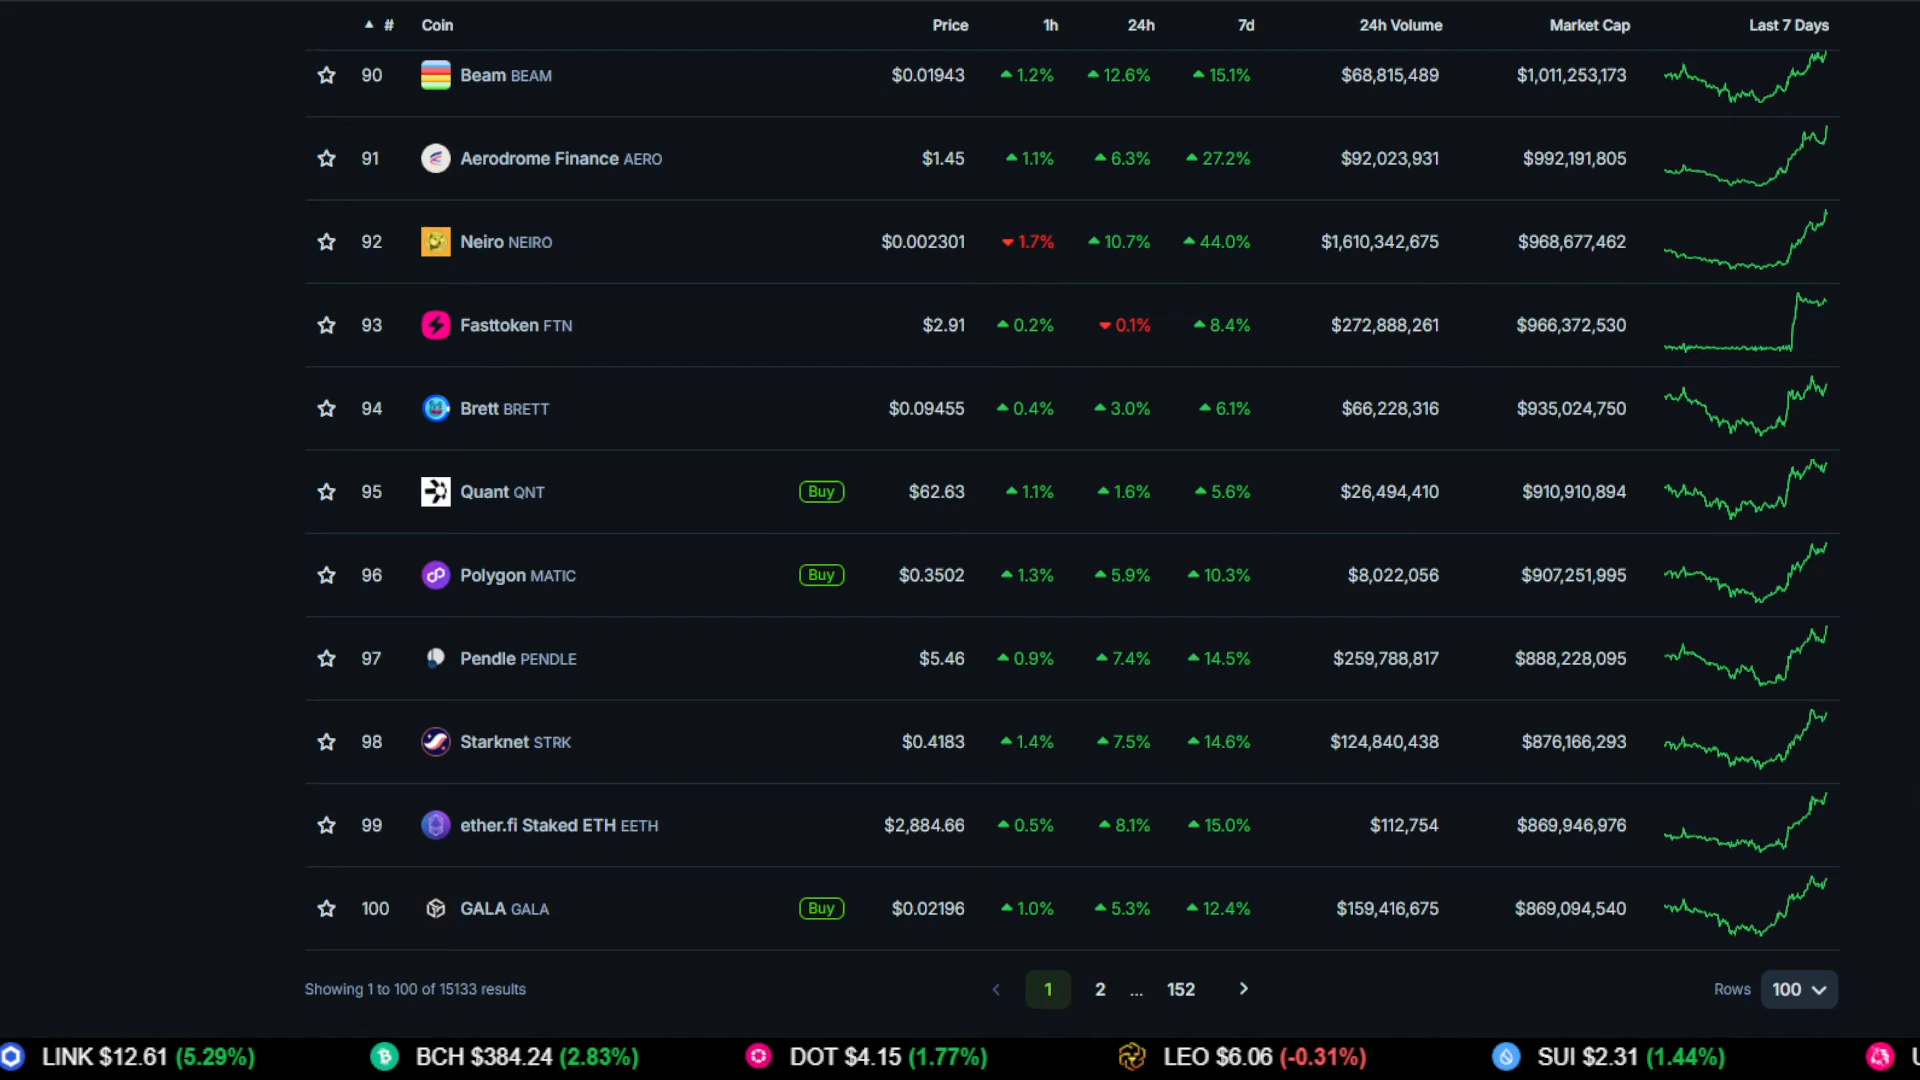 # Coin Price 1h 24h 7d 24h Volume Market Cap Last 7 Days
90 Beam BEAM $0.01943 1.2% 12.6% 15.1% $68,815,489 $1,011,253,173
91 Aerodrome Finance AERO $1.45 1.1% 6.3% 27.2% $92,023,931 $992,191,805
92 Neiro NEIRO $0.002301 1.7% 10.7% 44.0% $1,610,342,675 $968,677,462
93 Fasttoken FTN $2.91 0.2% 0.1% 8.4% $272,888,261 $966,372,530
94 Brett BRETT $0.09455 0.4% 3.0% 6.1% $66,228,316 $935,024,750
95 Quant QNT Buy $62.63 1.1% 1.6% 5.6% $26,494,410 $910,910,894
96 Polygon MATIC Buy $0.3502 1.3% 5.9% 10.3% $8,022,056 $907,251,995
97 Pendle PENDLE $5.46 0.9% 7.4% 14.5% $259,788,817 $888,228,095
98 Starknet STRK $0.4183 1.4% 7.5% 14.6% $124,840,438 $876,166,293
99 ether.fi Staked ETH EETH $2,884.66 0.5% 8.1% 15.0% $112,754 $869,946,976
100 GALA GALA Buy $0.02196 1.0% 5.3% 12.4% $159,416,675 $869,094,540
Showing 1 to 100 of 15133 results 1 2 ... 152 Rows 100
LINK $12.61 (5.29%) BCH $384.24 (2.83%) DOT $4.15 (1.77%) LEO $6.06 (-0.31%) SUI $2.31 (1.44%)